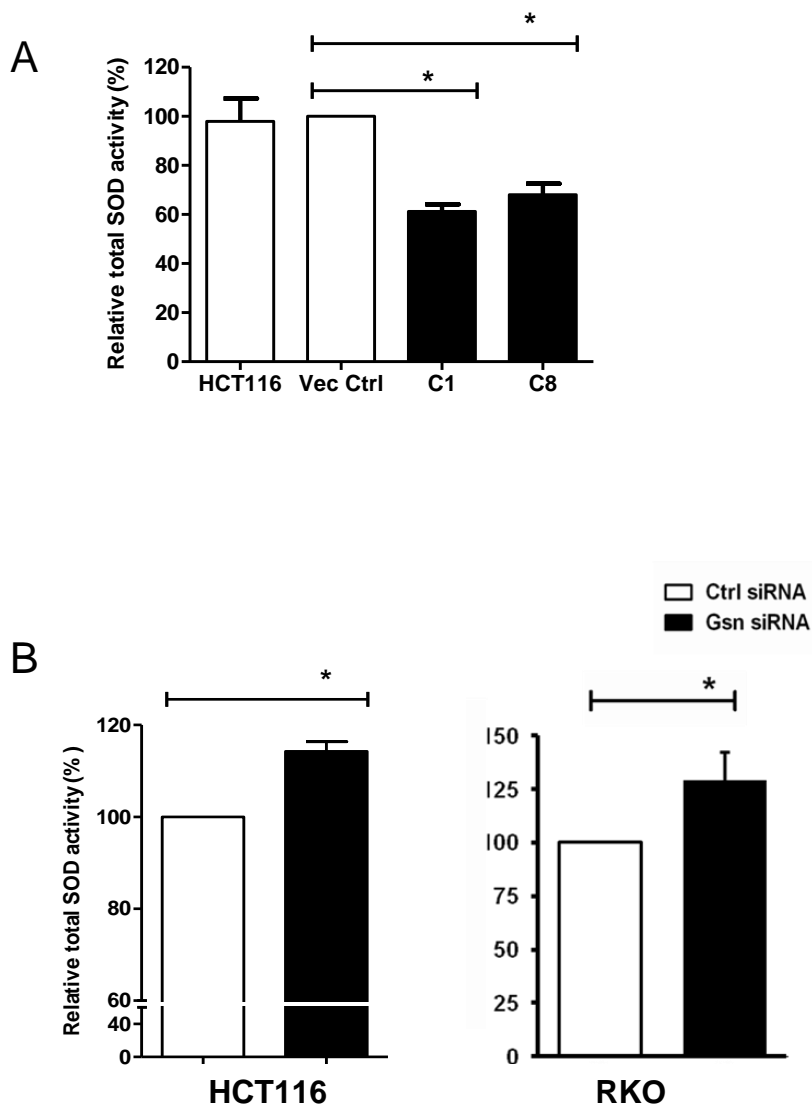 A
*
*
Relative total SOD activity (%)
120
100
80
60
40
20
0
HCT116 Vec Ctrl C1 C8
Ctrl siRNA
Gsn siRNA
B
*
Relative total SOD activity (%)
120
100
80
60
40
0
HCT116
*
150
125
100
75
50
25
0
RKO